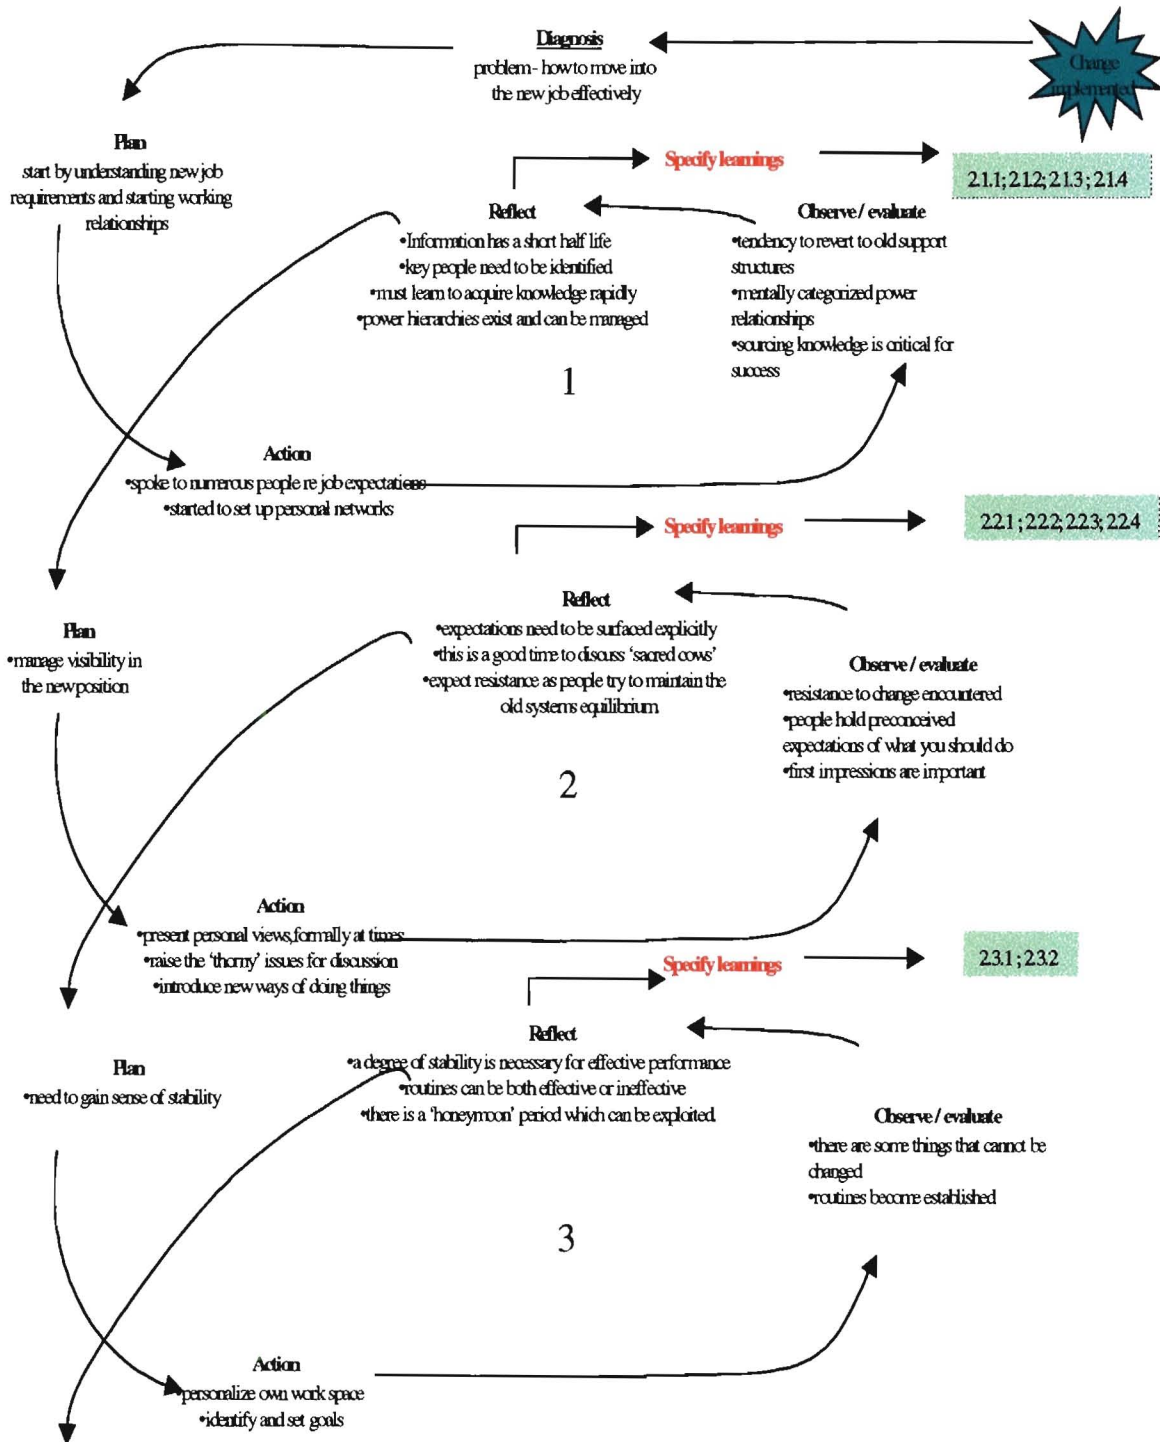 Diagnosis
problem - how to move into
the new job effectively
Change
implemented
Plan
start by understanding new job
requirements and starting working
relationships
Specify learnings
2.1.1; 2.1.2; 2.1.3; 2.1.4
Reflect
•Information has a short half life
•key people need to be identified
•must learn to acquire knowledge rapidly
•power hierarchies exist and can be managed
Observe / evaluate
•tendency to revert to old support
structures
•mentally categorized power
relationships
•sourcing knowledge is critical for
success
1
Action
•spoke to numerous people re job expectations
•started to set up personal networks
Specify learnings
2.2.1; 2.2.2; 2.2.3; 2.2.4
Plan
•manage visibility in
the new position
Reflect
•expectations need to be surfaced explicitly
•this is a good time to discuss ‘sacred cows’
•expect resistance as people try to maintain the
old systems equilibrium
Observe / evaluate
•resistance to change encountered
•people hold preconceived
expectations of what you should do
•first impressions are important
2
Action
•present personal views, formally at times
•raise the ‘thorny’ issues for discussion
•introduce new ways of doing things
Specify learnings
2.3.1; 2.3.2
Plan
•need to gain sense of stability
Reflect
•a degree of stability is necessary for effective performance
•routines can be both effective or ineffective
•there is a ‘honeymoon’ period which can be exploited.
Observe / evaluate
•there are some things that cannot be
changed
•routines become established
3
Action
•personalize own work space
•identify and set goals